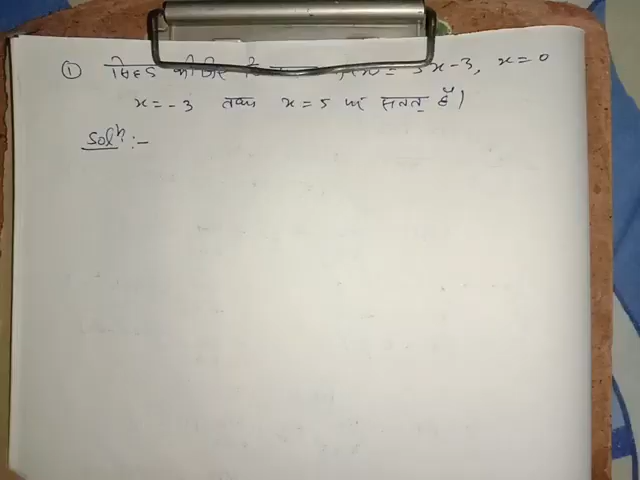 ① सिद्ध कीजिए कि = 5x-3, x=0
x=-3 तथा x=5 पर सतत् है।
Solⁿ:-